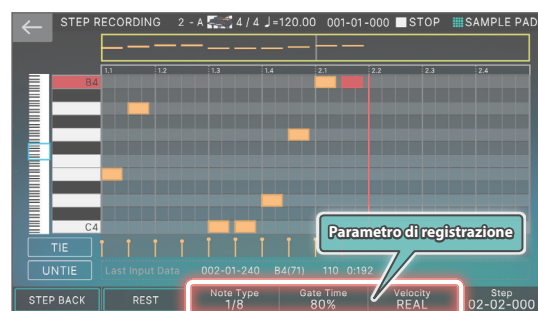 STEP RECORDING 2 - A 4 / 4 ♩=120.00 001-01-000 STOP SAMPLE PAD
1.1 1.2 1.3 1.4 2.1 2.2 2.3 2.4
B4
C4
Parametro di registrazione
TIE
UNTIE Last Input Data 002-01-240 B4(71) 110 0:192
STEP BACK REST Note Type Gate Time Velocity Step
1/8 80% REAL 02-02-000